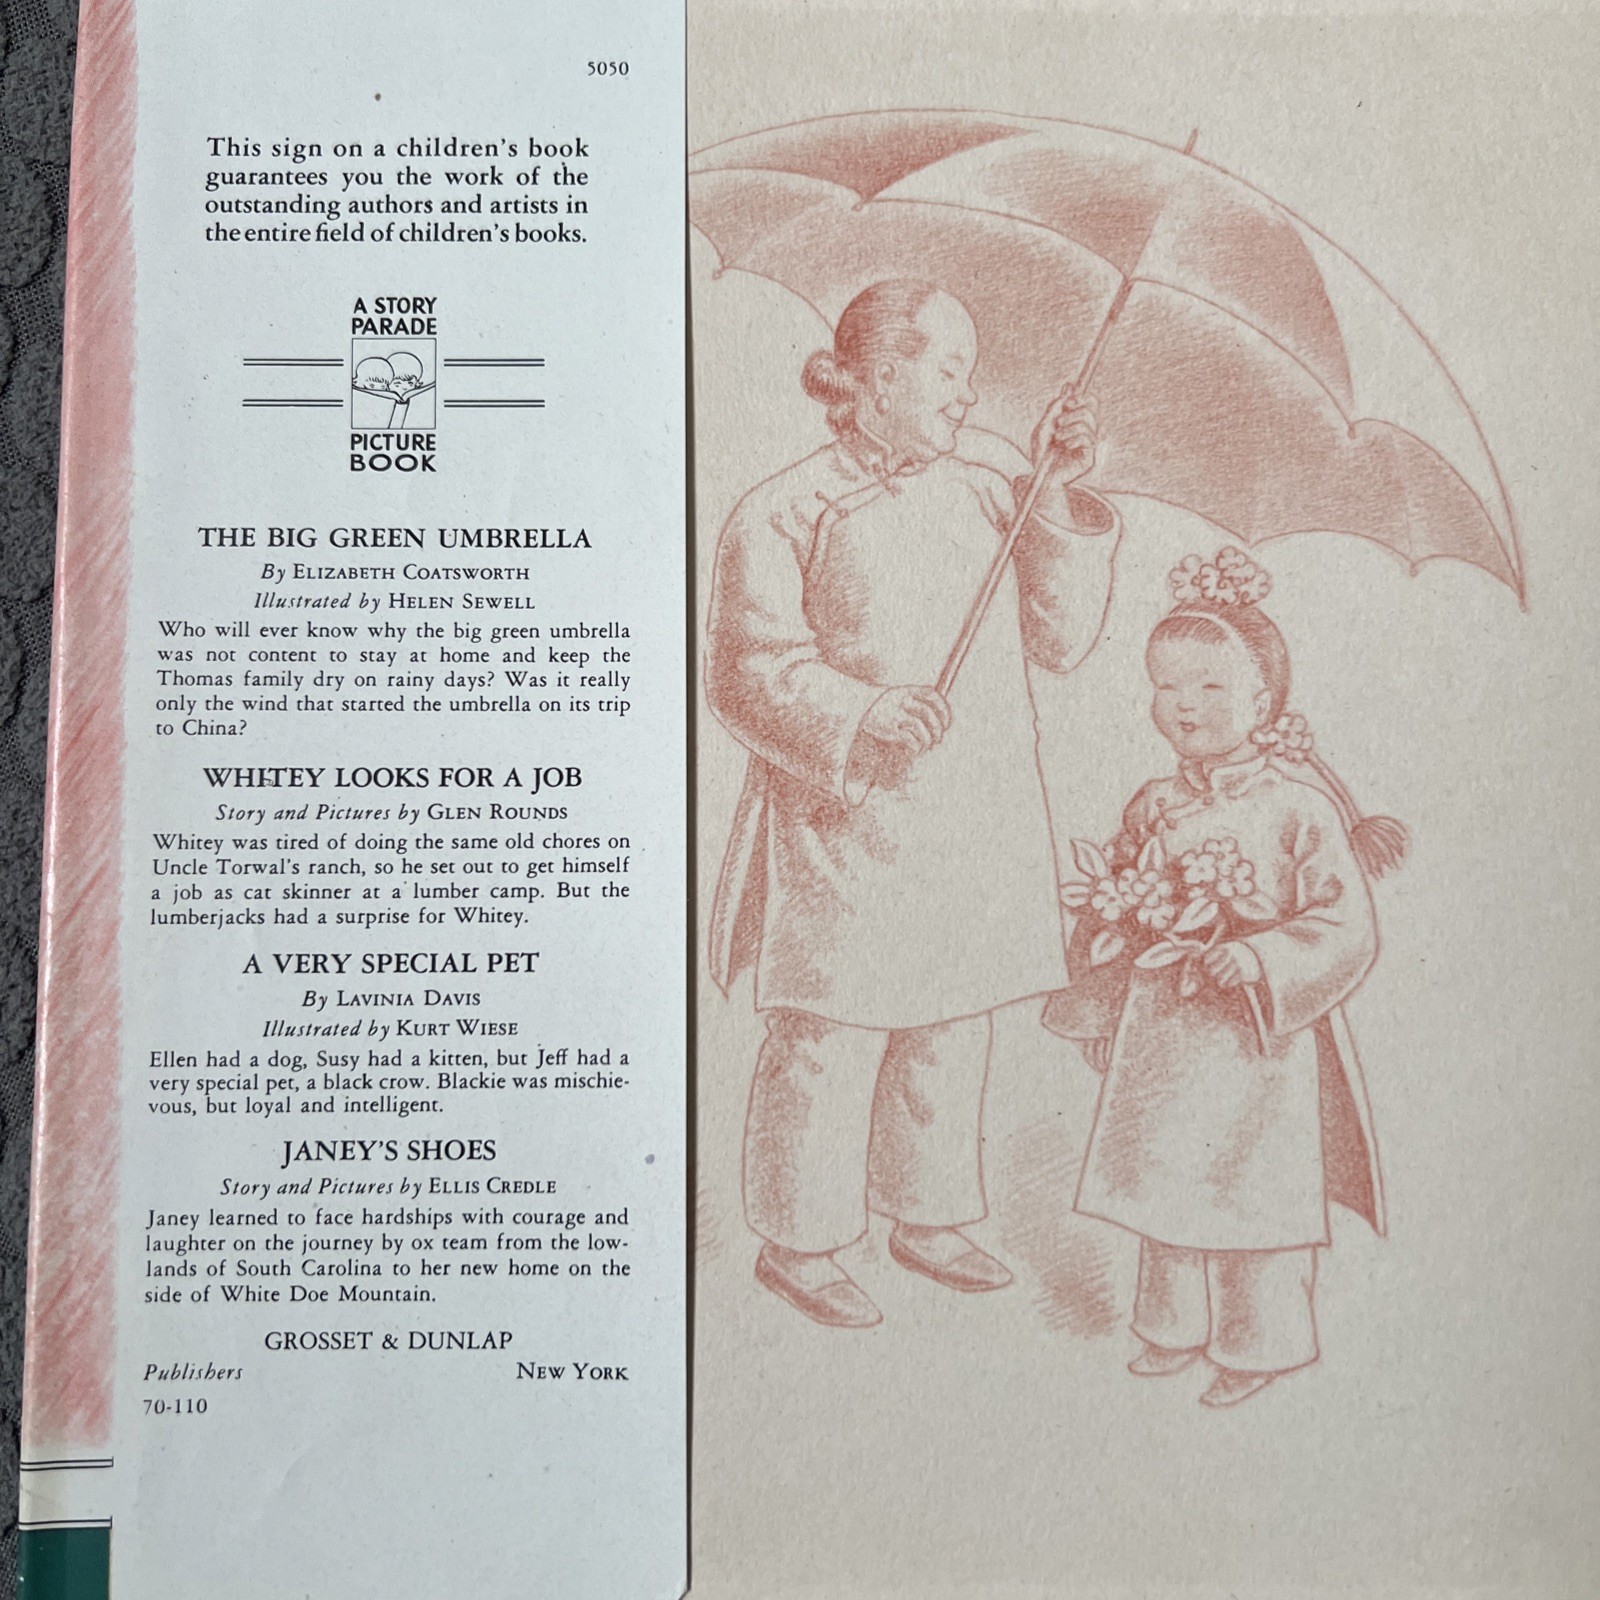 5050
This sign on a children's book
guarantees you the work of the
outstanding authors and artists in
the entire field of children's books.
A STORY
PARADE
PICTURE
BOOK
THE BIG GREEN UMBRELLA
By ELIZABETH COATSWORTH
Illustrated by HELEN SEWELL
Who will ever know why the big green umbrella
was not content to stay at home and keep the
Thomas family dry on rainy days? Was it really
only the wind that started the umbrella on its trip
to China?
WHITEY LOOKS FOR A JOB
Story and Pictures by GLEN ROUNDS
Whitey was tired of doing the same old chores on
Uncle Torwal's ranch, so he set out to get himself
a job as cat skinner at a lumber camp. But the
lumberjacks had a surprise for Whitey.
A VERY SPECIAL PET
By LAVINIA DAVIS
Illustrated by KURT WIESE
Ellen had a dog, Susy had a kitten, but Jeff had a
very special pet, a black crow. Blackie was mischie-
vous, but loyal and intelligent.
JANEY'S SHOES
Story and Pictures by ELLIS CREDLE
Janey learned to face hardships with courage and
laughter on the journey by ox team from the low-
lands of South Carolina to her new home on the
side of White Doe Mountain.
GROSSET & DUNLAP
Publishers NEW YORK
70-110